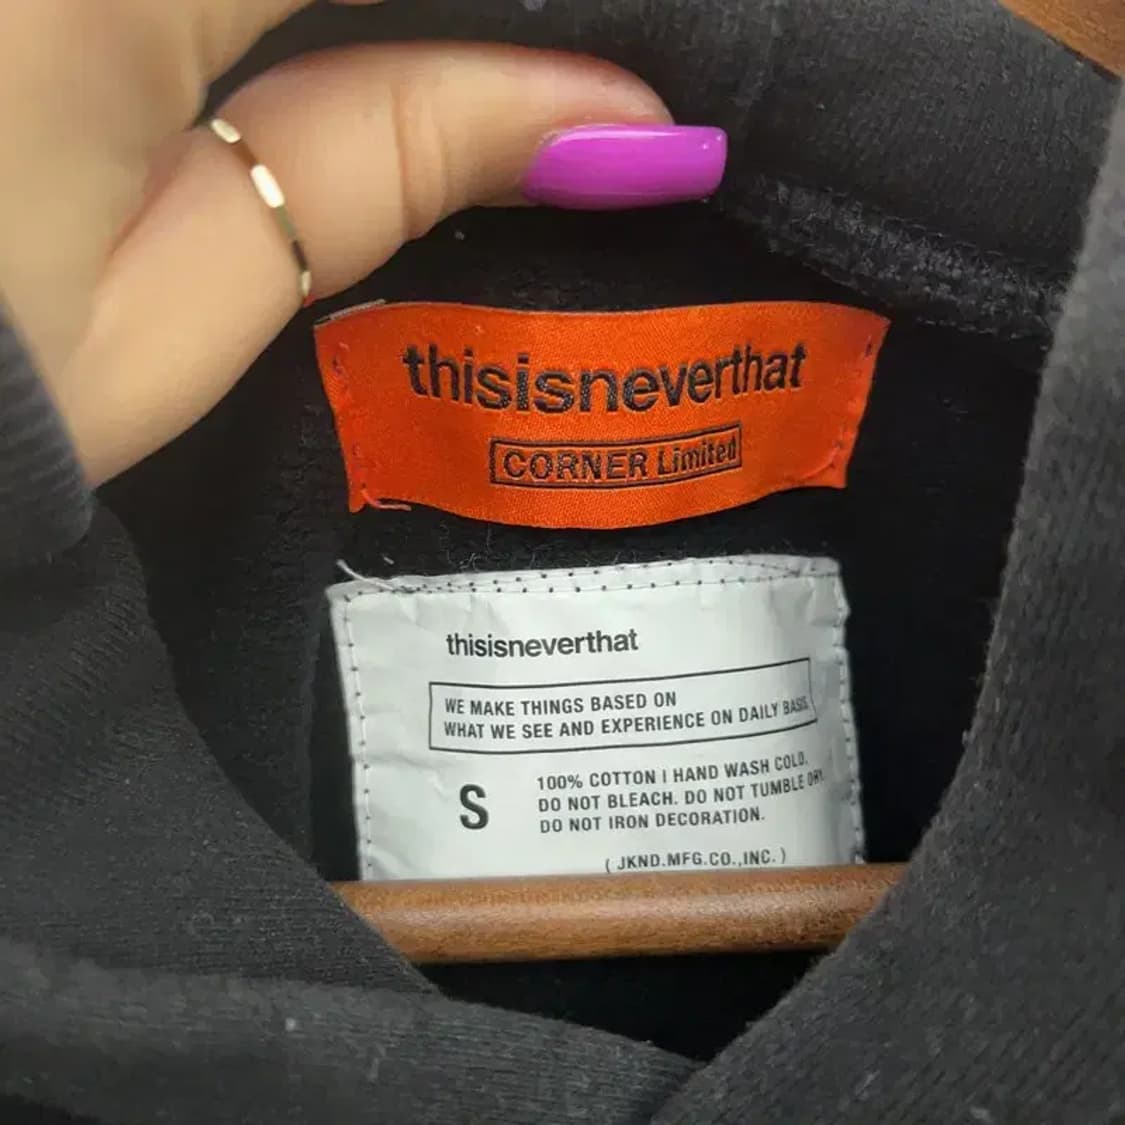 thisisneverthat
CORNER Limited
thisisneverthat
WE MAKE THINGS BASED ON
WHAT WE SEE AND EXPERIENCE ON DAILY BASIS
S
100% COTTON I HAND WASH COLD.
DO NOT BLEACH. DO NOT TUMBLE DRY.
DO NOT IRON DECORATION.
( JKND.MFG.CO.,INC. )